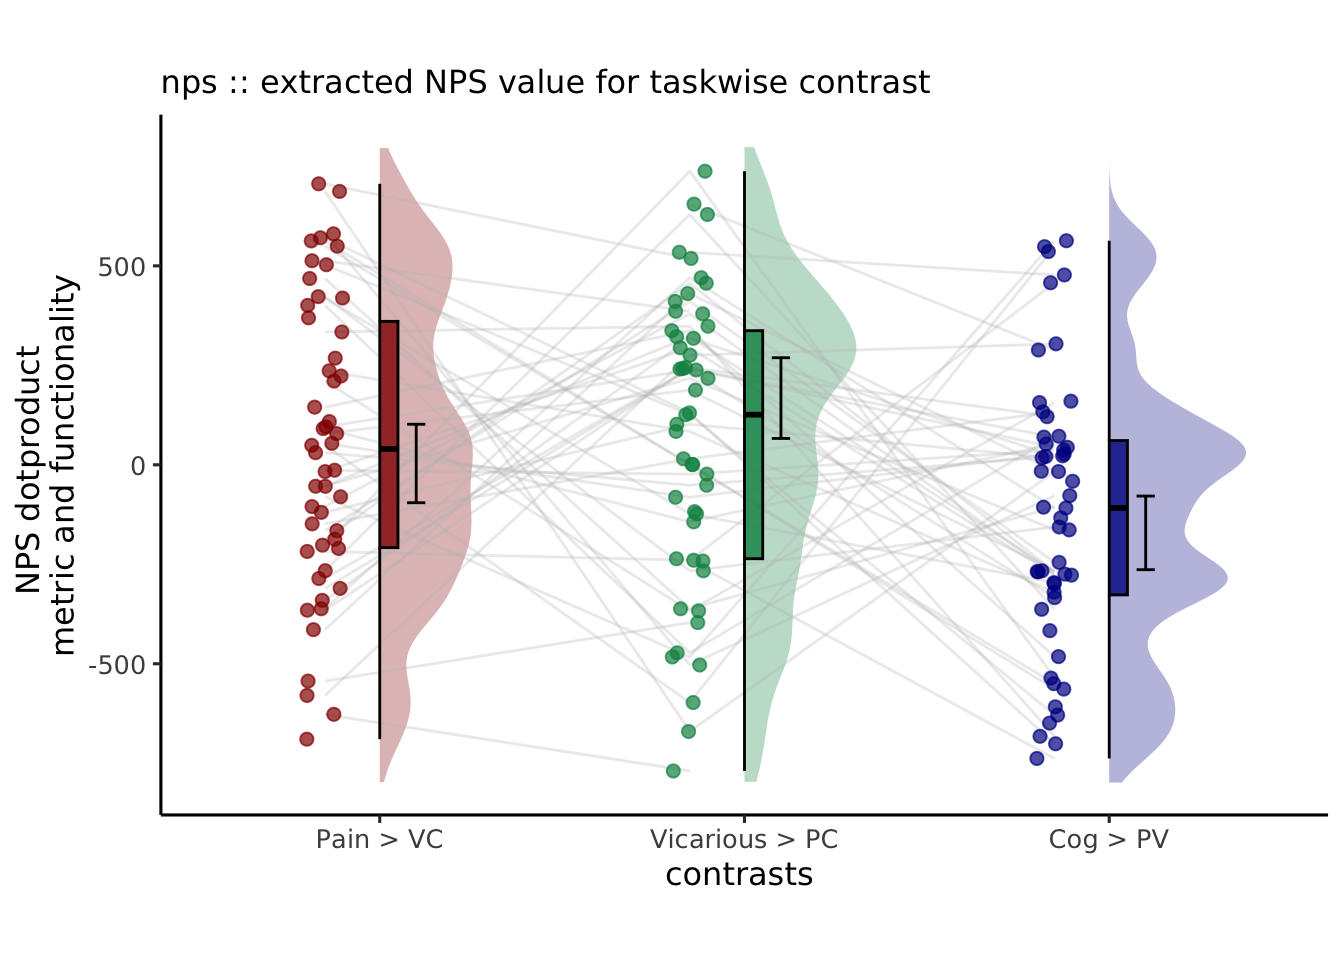 nps :: extracted NPS value for taskwise contrast
NPS dotproduct
metric and functionality
500
0
-500
Pain > VC
Vicarious > PC
Cog > PV
contrasts